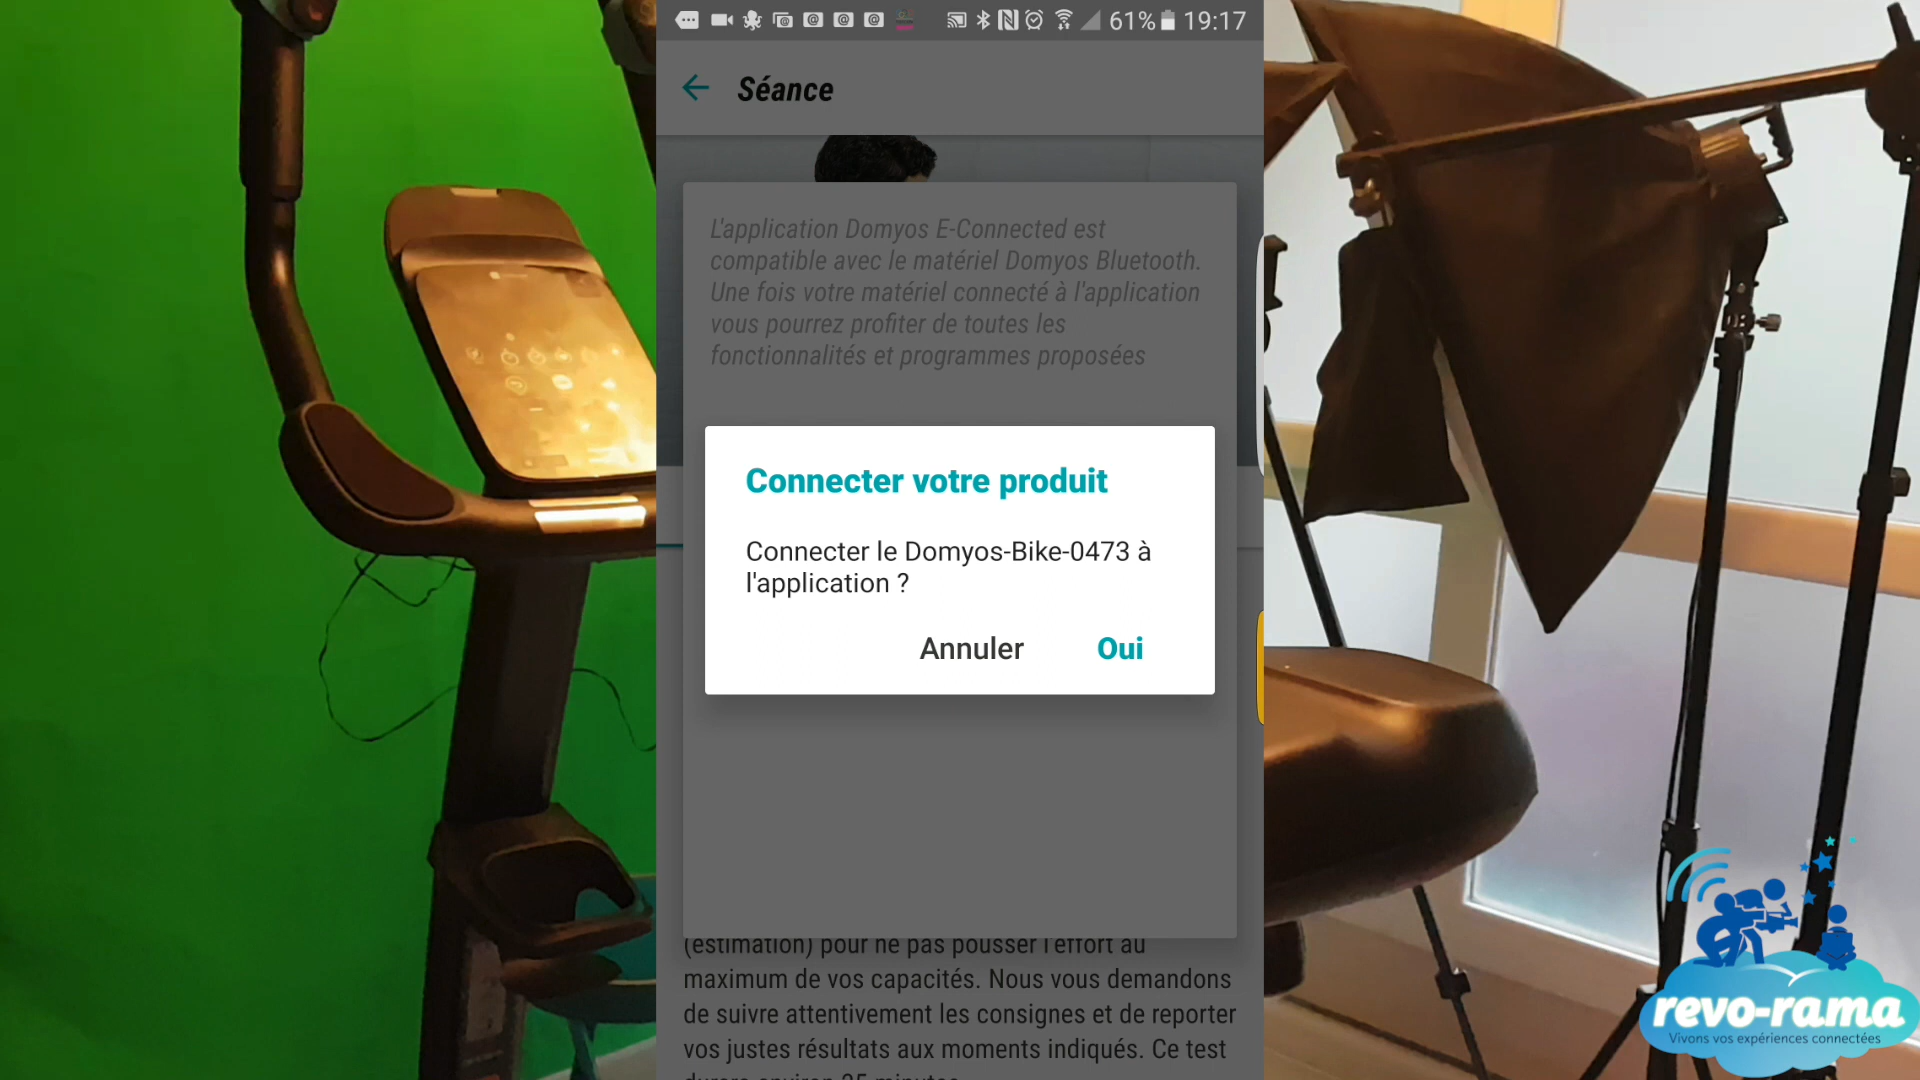 61% 19:17
Séance
L'application Domyos E-Connected est
compatible avec le matériel Domyos Bluetooth.
Une fois votre matériel connecté à l'application
vous pourrez profiter de toutes les
fonctionnalités et programmes proposées
Connecter votre produit
Connecter le Domyos-Bike-0473 à
l'application ?
Annuler Oui
(estimation) pour ne pas pousser l'effort au
maximum de vos capacités. Nous vous demandons
de suivre attentivement les consignes et de reporter
vos justes résultats aux moments indiqués. Ce test
revo-rama
Vivons vos expériences connectées